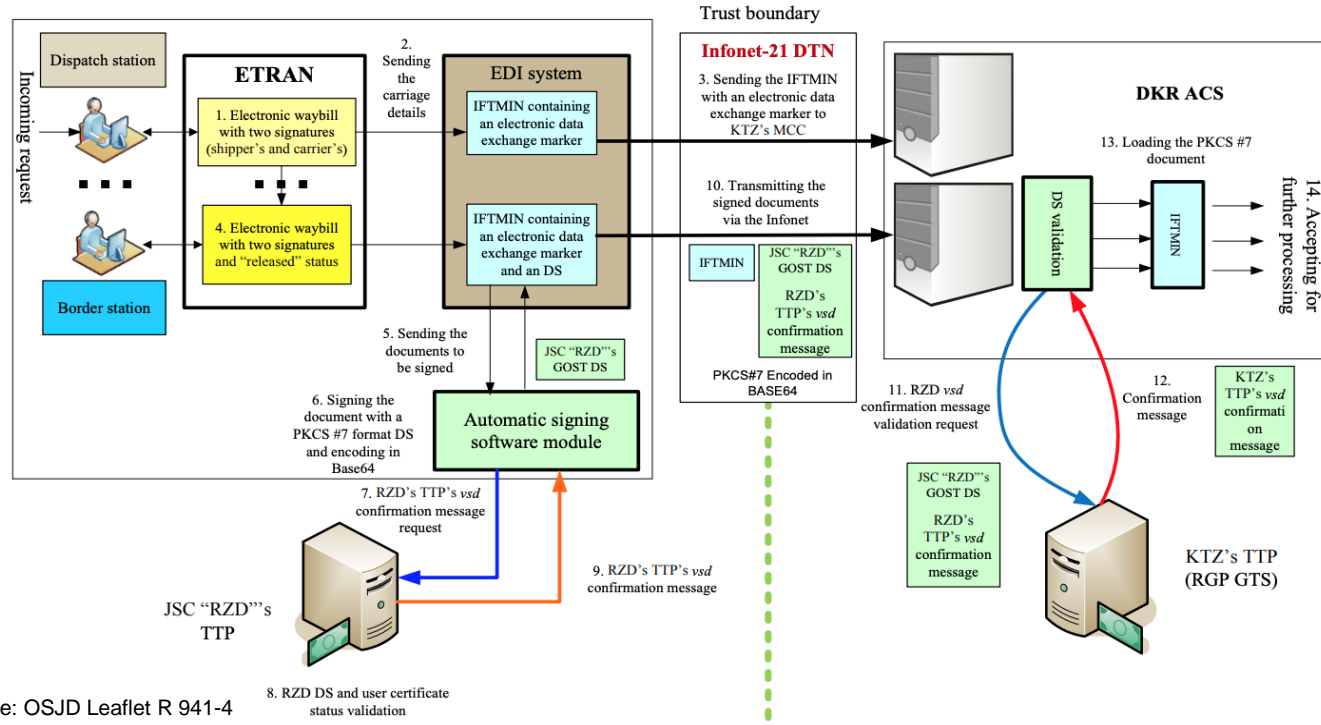 Trust boundary
Incoming request
Dispatch station
ETRAN
1. Electronic waybill
with two signatures
(shipper's and carrier's)
4. Electronic waybill
with two signatures
and “released” status
Border station
2.
Sending
the
carriage
details
EDI system
IFTMIN containing
an electronic data
exchange marker
IFTMIN containing
an electronic data
exchange marker
and an DS
5. Sending the
documents to
be signed
JSC “RZD”'s
GOST DS
6. Signing the
document with a
PKCS #7 format DS
and encoding in
Base64
Automatic signing
software module
7. RZD's TTP's vsd
confirmation message
request
9. RZD's TTP's vsd
confirmation message
JSC “RZD”'s
TTP
8. RZD DS and user certificate
status validation
Infonet-21 DTN
3. Sending the IFTMIN
with an electronic data
exchange marker to
KTZ's MCC
10. Transmitting the
signed documents
via the Infonet
IFTMIN
JSC “RZD”'s
GOST DS
RZD's
TTP's vsd
confirmation
message
PKCS#7 Encoded in
BASE64
DKR ACS
13. Loading the PKCS #7
document
DS validation
IFTMIN
14. Accepting for
further processing
11. RZD vsd
confirmation message
validation request
12.
Confirmation
message
KTZ's
TTP's vsd
confirmati
on
message
JSC “RZD”'s
GOST DS
RZD's
TTP's vsd
confirmation
message
KTZ's TTP
(RGP GTS)
e: OSJD Leaflet R 941-4